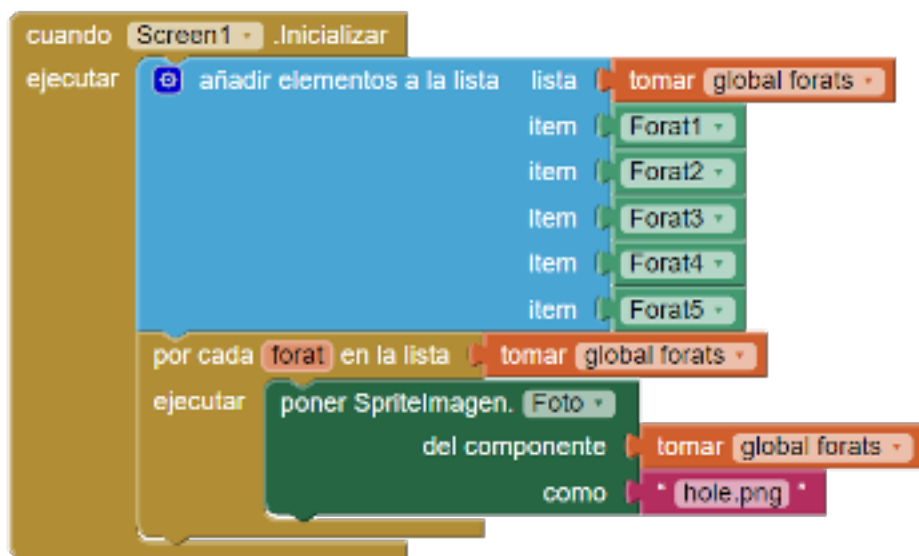 cuando Screen1 .Inicializar
ejecutar añadir elementos a la lista lista tomar global forats
item Forat1
item Forat2
item Forat3
item Forat4
item Forat5
por cada forat en la lista tomar global forats
ejecutar poner SpriteImagen. Foto
del componente tomar global forats
como " hole.png "